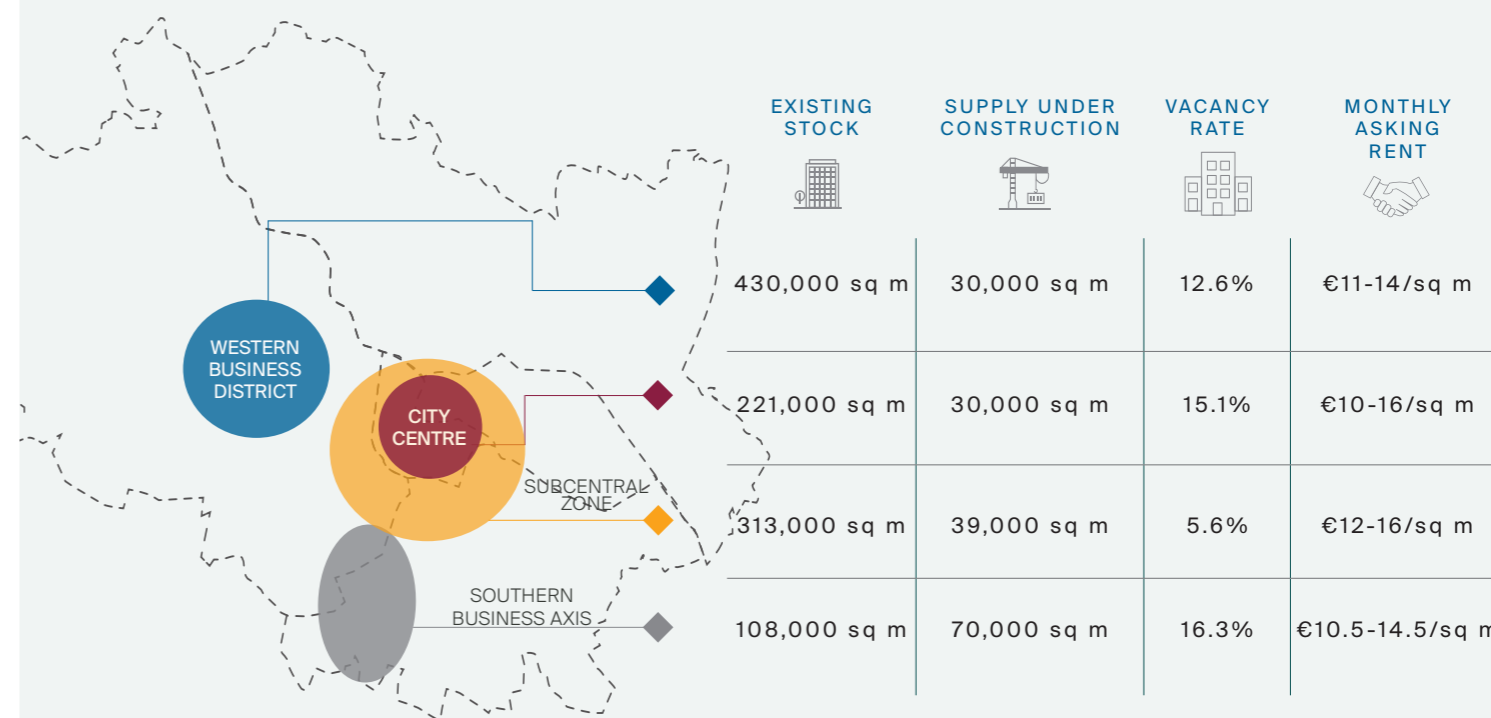 EXISTING
STOCK
SUPPLY UNDER
CONSTRUCTION
VACANCY
RATE
MONTHLY
ASKING
RENT
WESTERN
BUSINESS
DISTRICT
430,000 sq m
30,000 sq m
12.6%
€11-14/sq m
CITY
CENTRE
221,000 sq m
30,000 sq m
15.1%
€10-16/sq m
SUBCENTRAL
ZONE
313,000 sq m
39,000 sq m
5.6%
€12-16/sq m
SOUTHERN
BUSINESS AXIS
108,000 sq m
70,000 sq m
16.3%
€10.5-14.5/sq m